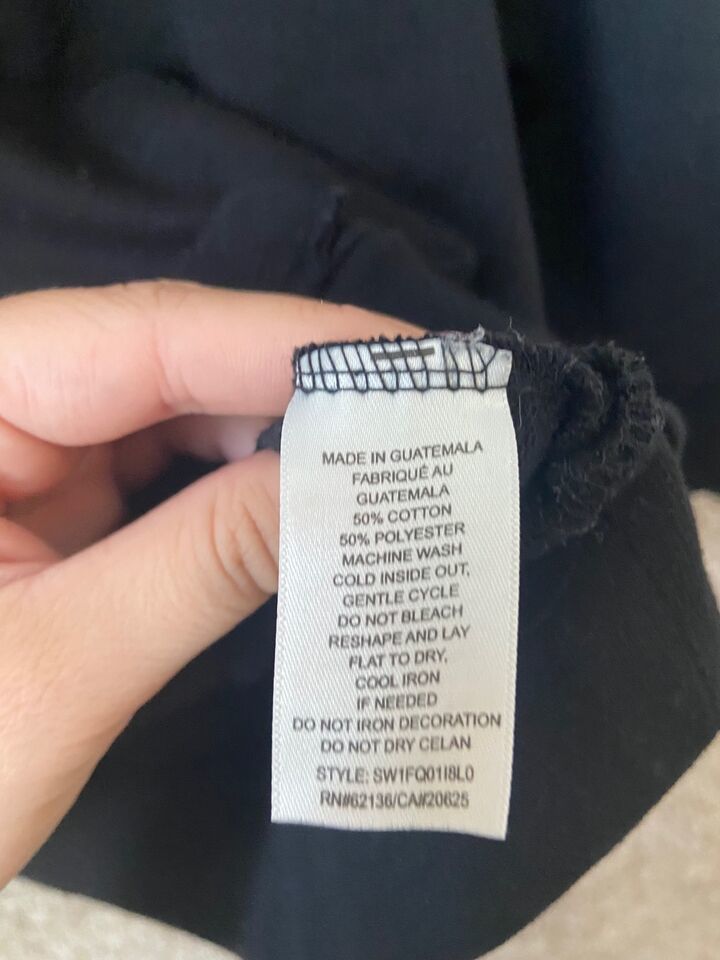 MADE IN GUATEMALA
FABRIQUÉ AU
GUATEMALA
50% COTTON
50% POLYESTER
MACHINE WASH
COLD INSIDE OUT,
GENTLE CYCLE
DO NOT BLEACH
RESHAPE AND LAY
FLAT TO DRY,
COOL IRON
IF NEEDED
DO NOT IRON DECORATION
DO NOT DRY CELAN
STYLE: SW1FQ01I8L0
RN#62136/CA#20625